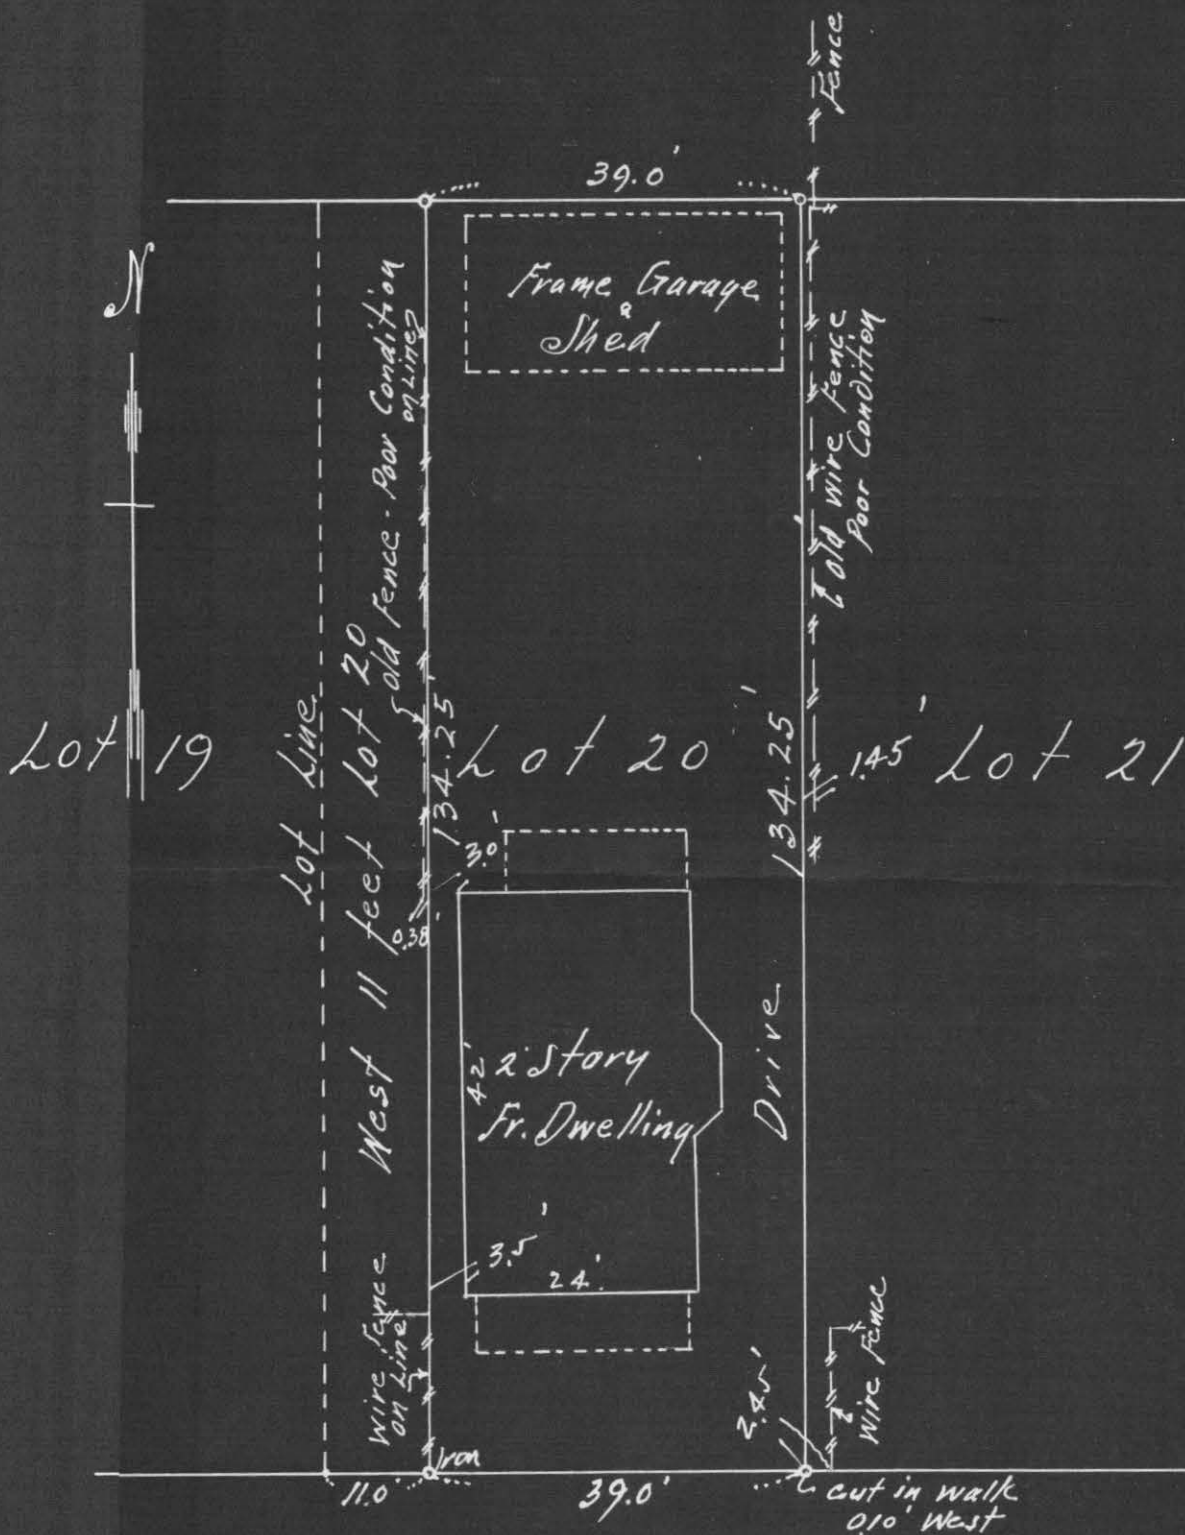 Fence
39.0'
N
Frame Garage
&
Shed
old Fence - Poor Condition
on Line
old Wire Fence
Poor Condition
Lot 19
Lot Line
West 11 feet Lot 20
134.25'
Lot 20
134.25'
1.45'
Lot 21
3.0'
0.38'
42'
2 Story
Fr. Dwelling
Drive
3.5'
24'
Wire Fence
on Line
2.45'
Wire Fence
Iron
11.0
39.0'
cut in walk
0.10' West